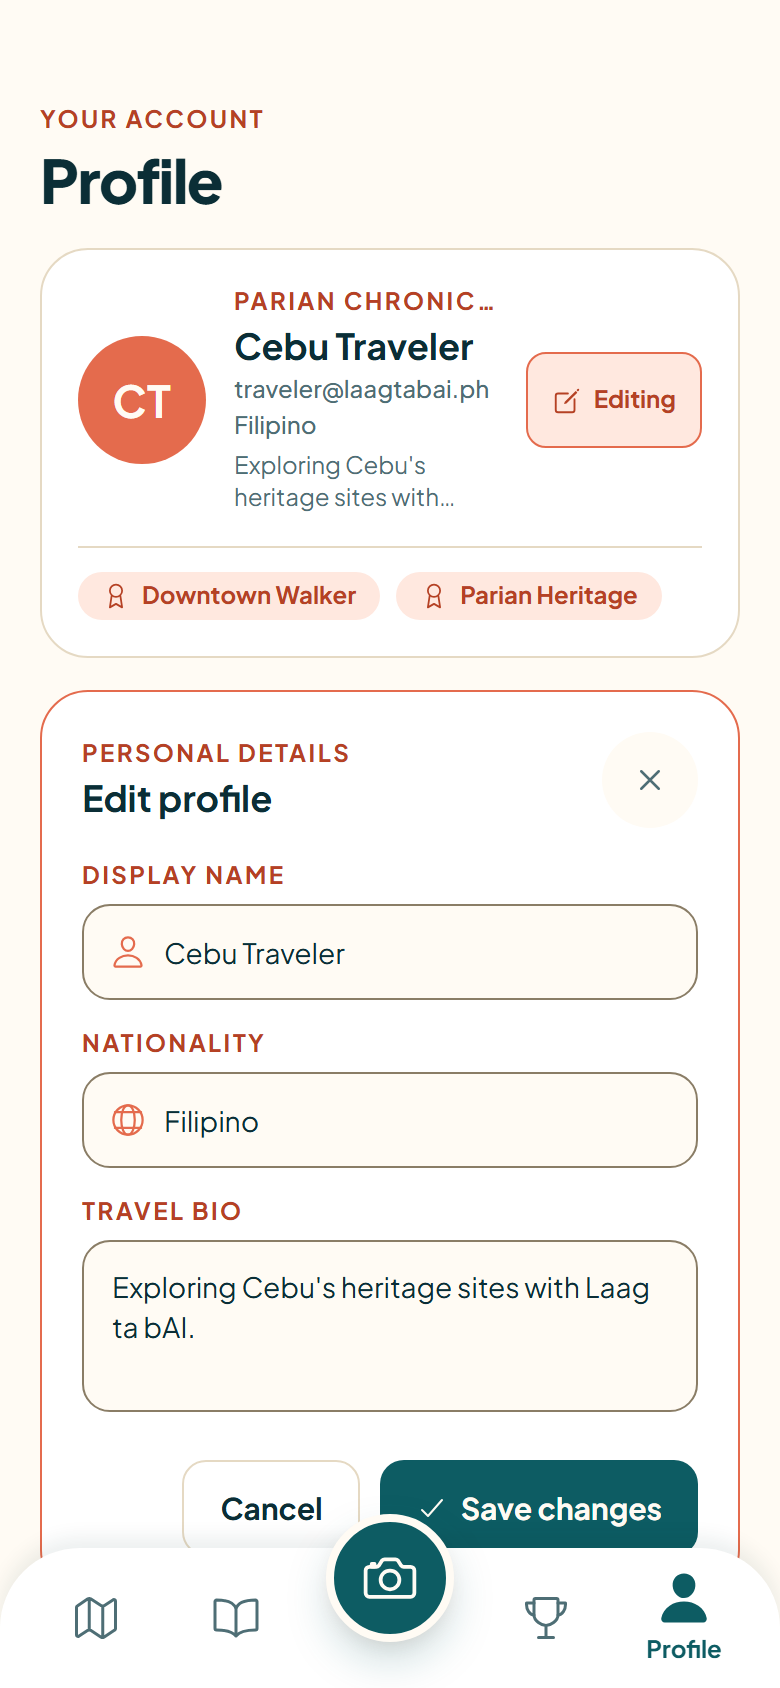 YOUR ACCOUNT
Profile
PARIAN CHRONIC...
CT
Cebu Traveler
traveler@laagtabai.ph
Filipino
Exploring Cebu's
heritage sites with...
Editing
Downtown Walker
Parian Heritage
PERSONAL DETAILS
Edit profile
DISPLAY NAME
Cebu Traveler
NATIONALITY
Filipino
TRAVEL BIO
Exploring Cebu's heritage sites with Laag
ta bAI.
Cancel
Save changes
Profile